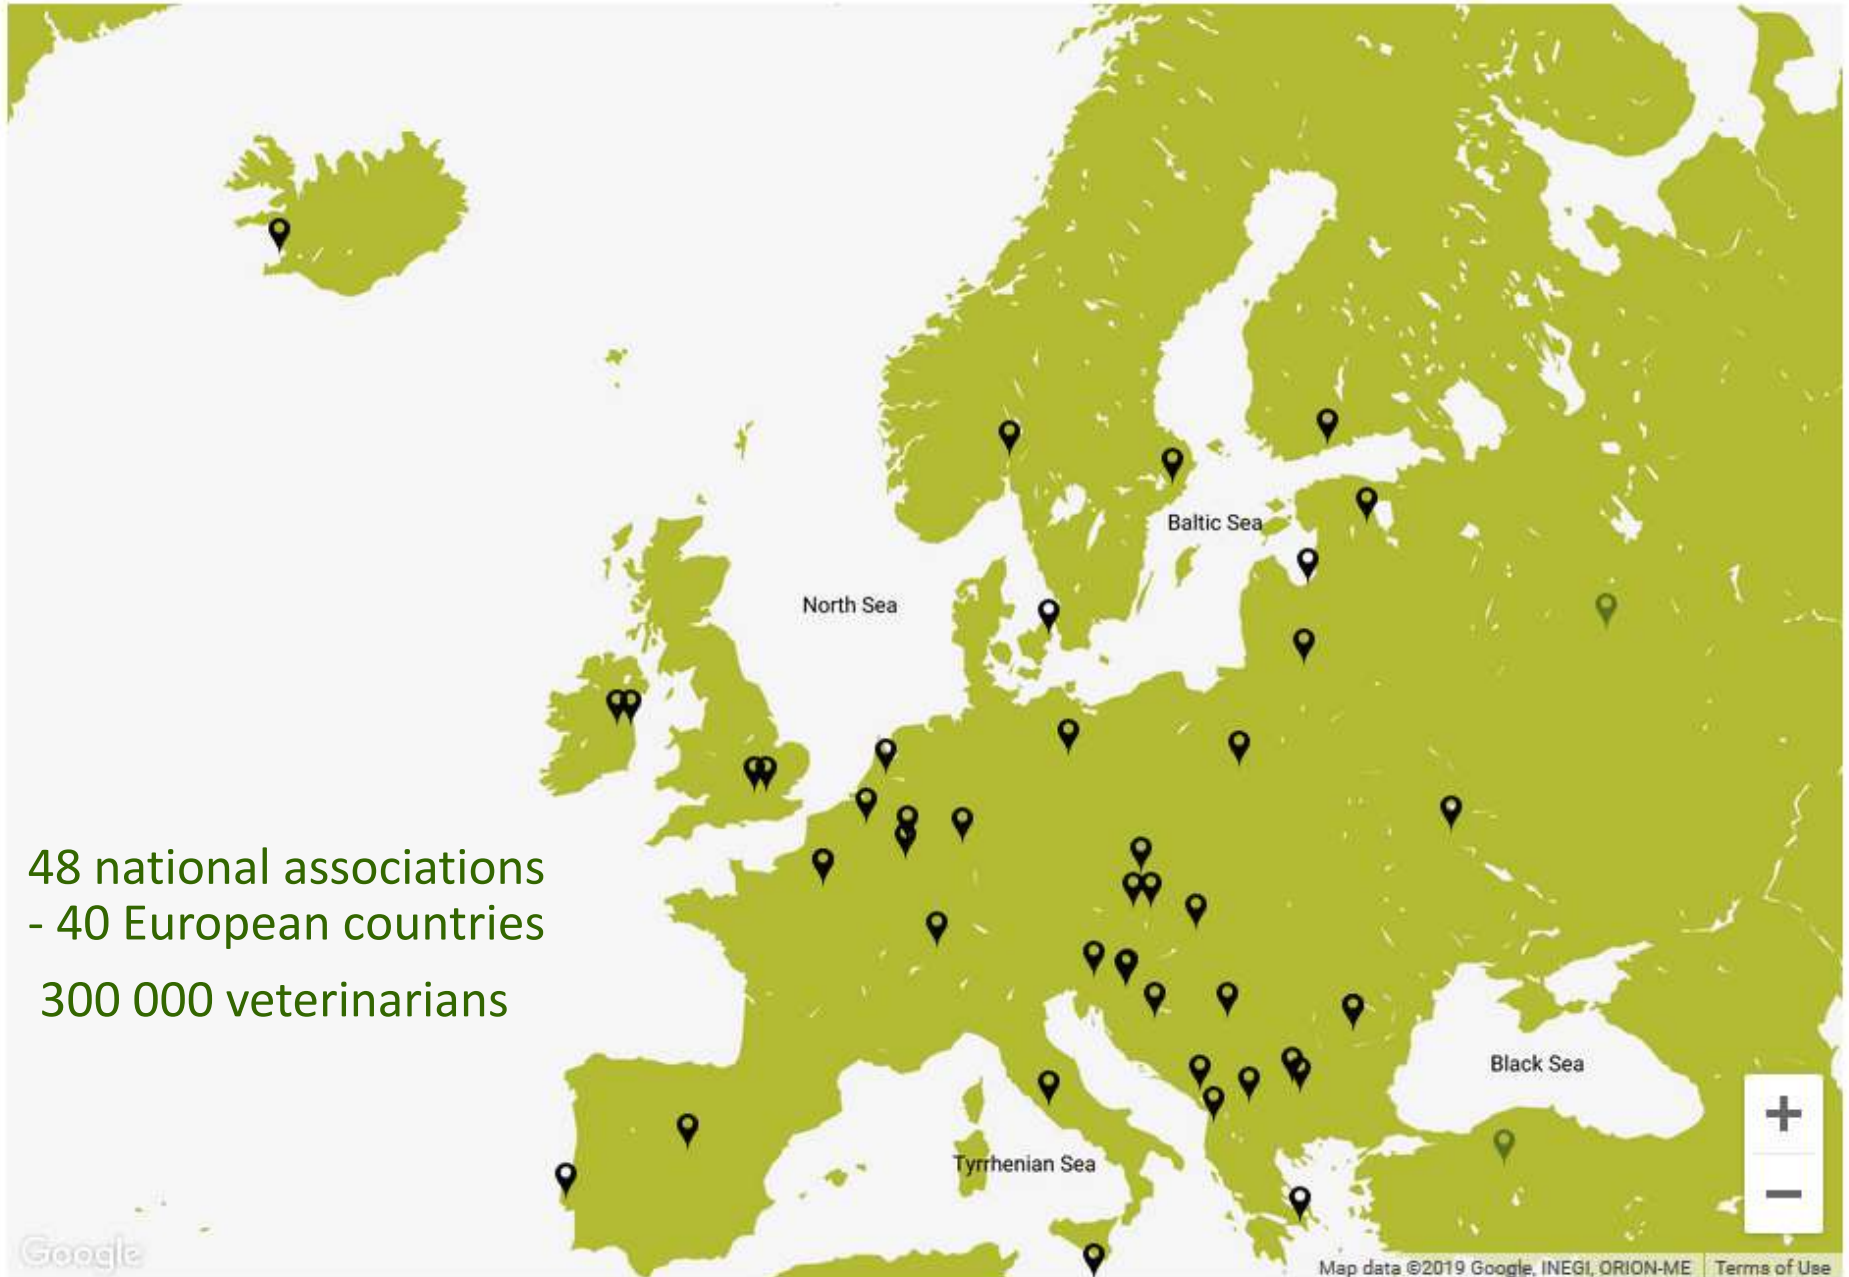 Baltic Sea
North Sea
48 national associations
- 40 European countries
300 000 veterinarians
Black Sea
Tyrrhenian Sea
+
−
Google
Map data ©2019 Google, INEGI, ORION-ME
Terms of Use